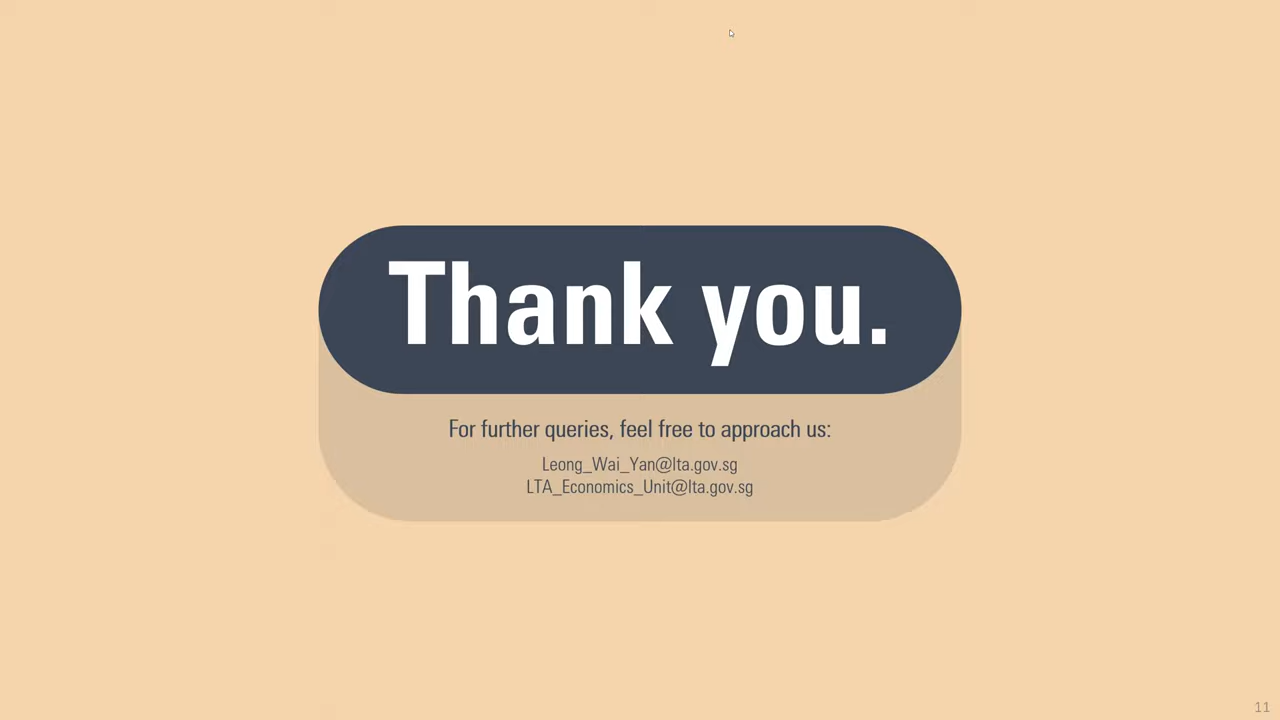 Thank you.
For further queries, feel free to approach us:
Leong_Wai_Yan@lta.gov.sg
LTA_Economics_Unit@lta.gov.sg
11